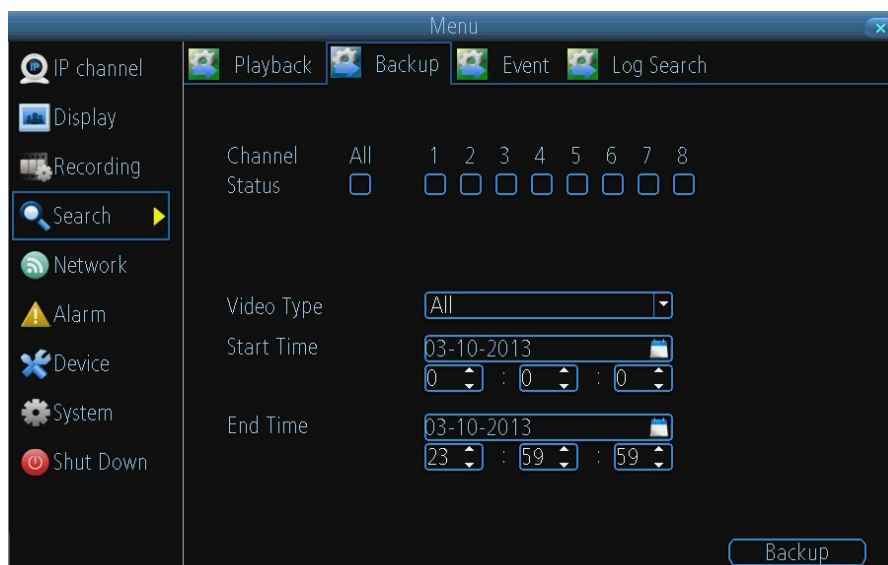 Menu
IP channel
Display
Recording
Search
Network
Alarm
Device
System
Shut Down
Playback Backup Event Log Search
Channel All 1 2 3 4 5 6 7 8
Status
Video Type All
Start Time 03-10-2013
0 : 0 : 0
End Time 03-10-2013
23 : 59 : 59
Backup